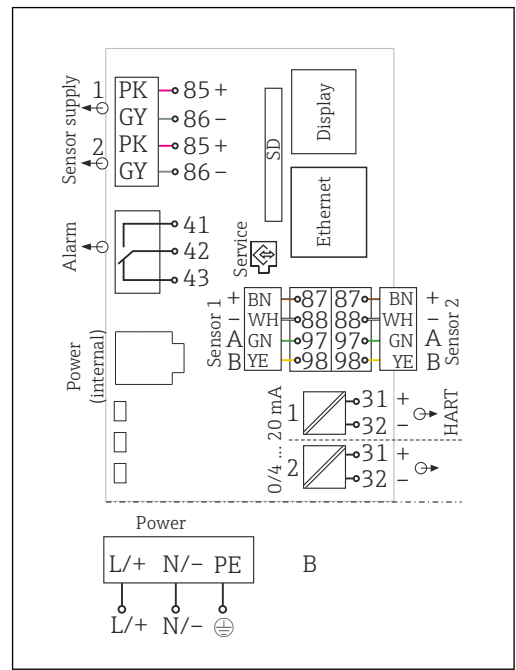 Sensor supply
1 PK 85 +
GY 86 -
2 PK 85 +
GY 86 -
Display
SD
Ethernet
Alarm
41
42
43
Service
Power
(internal)
Sensor 1
+ BN 87 87 BN +
- WH 88 88 WH -
A GN 97 97 GN A
B YE 98 98 YE B
Sensor 2
0/4 ... 20 mA
1 31 +
32 -
HART
2 31 +
32 -
Power
L/+ N/- PE
B
L/+ N/-